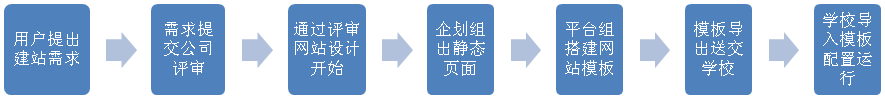 用户提出
建站需求
需求提
交公司
评审
通过评审
网站设计
开始
企划组
出静态
页面
平台组
搭建网
站模板
模板导
出送交
学校
学校导
入模板
配置运
行